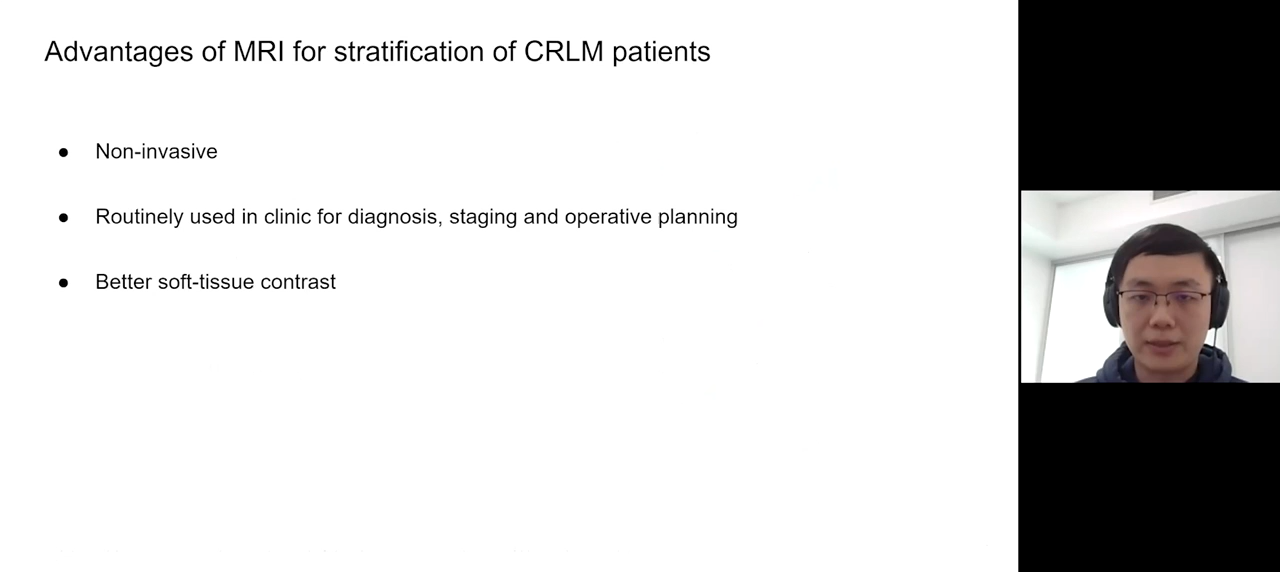 Advantages of MRI for stratification of CRLM patients
● Non-invasive
● Routinely used in clinic for diagnosis, staging and operative planning
● Better soft-tissue contrast